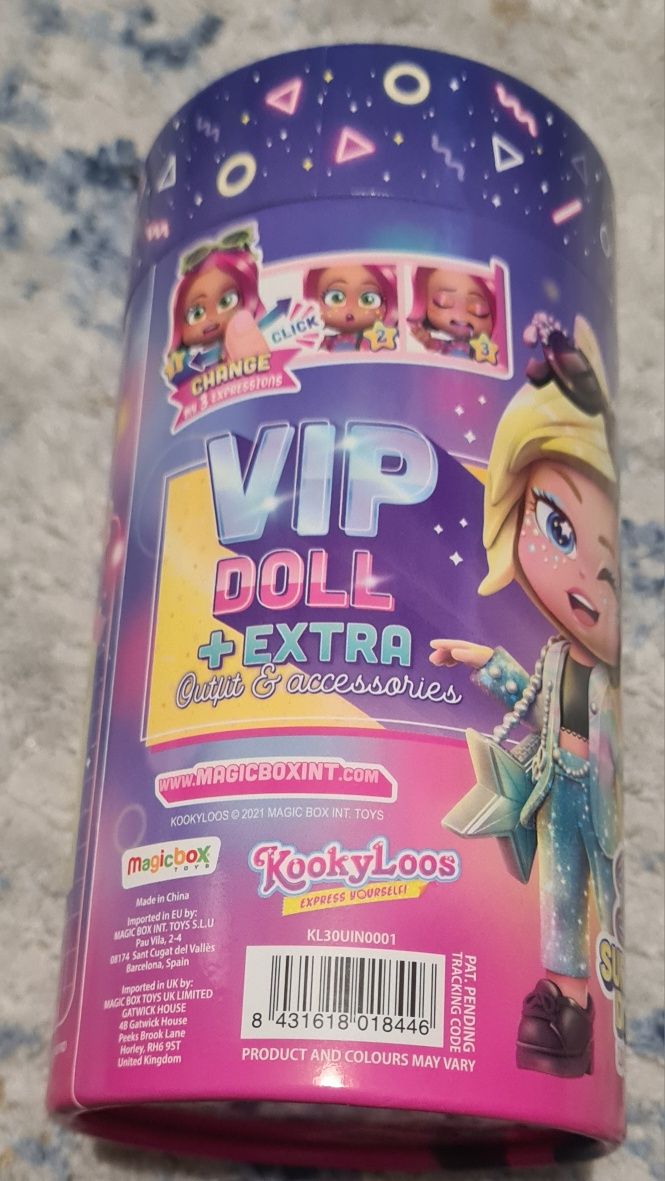 1
CLICK
2
3
CHANGE
MY 3 EXPRESSIONS
VIP
DOLL
+ EXTRA
Outfit & accessories
WWW.MAGICBOXINT.COM
KOOKYLOOS © 2021 MAGIC BOX INT. TOYS
Magicbox
TOYS
Made in China
Imported in EU by:
MAGIC BOX INT. TOYS S.L.U
Pau Vila, 2-4
08174 Sant Cugat del Vallès
Barcelona, Spain
Imported in UK by:
MAGIC BOX TOYS UK LIMITED
GATWICK HOUSE
4B Gatwick House
Peeks Brook Lane
Horley, RH6 9ST
United Kingdom
KookyLoos
EXPRESS YOURSELF!
KL30UIN0001
8 431618 018446
PAT. PENDING
TRACKING CODE
PRODUCT AND COLOURS MAY VARY